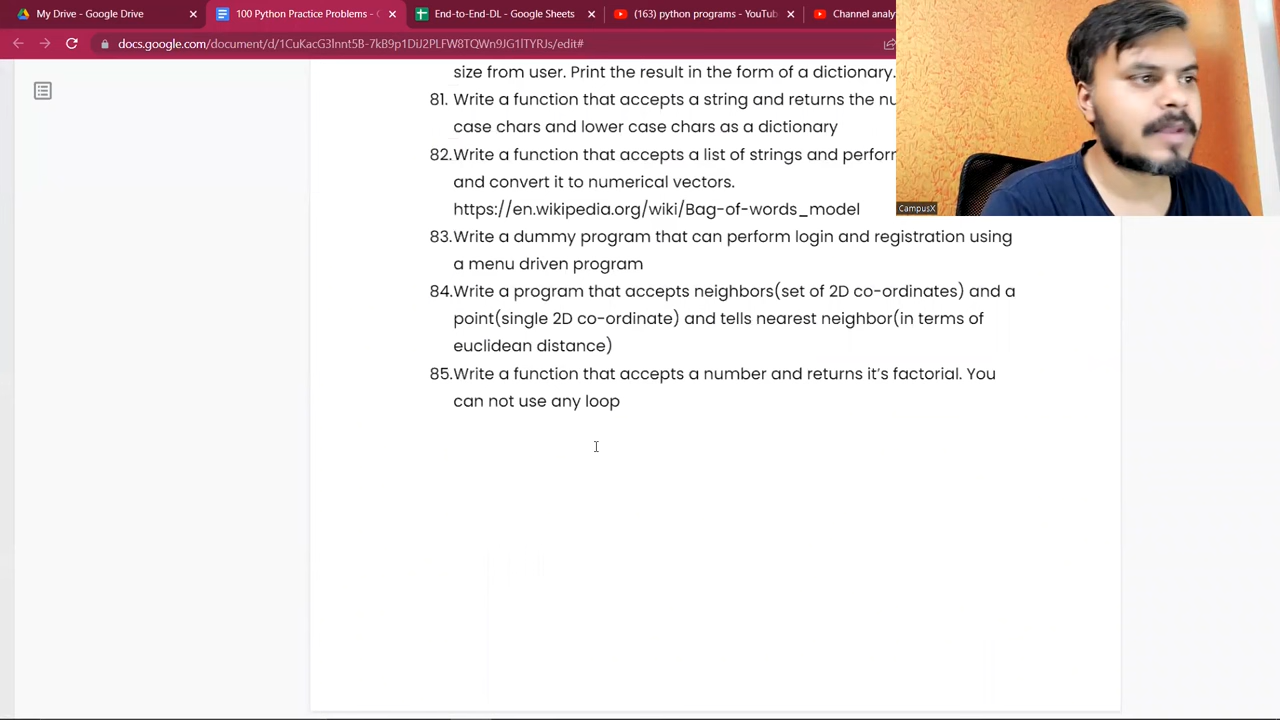 My Drive - Google Drive
100 Python Practice Problems -
End-to-End-DL - Google Sheets
(163) python programs - YouTub
Channel analy
docs.google.com/document/d/1CuKacG3lnnt5B-7kB9p1DiJ2PLFW8TQWn9JG1lTYRJs/edit#
size from user. Print the result in the form of a dictionary.
81. Write a function that accepts a string and returns the nu
case chars and lower case chars as a dictionary
82. Write a function that accepts a list of strings and perfor
and convert it to numerical vectors.
https://en.wikipedia.org/wiki/Bag-of-words_model
83. Write a dummy program that can perform login and registration using
a menu driven program
84. Write a program that accepts neighbors(set of 2D co-ordinates) and a
point(single 2D co-ordinate) and tells nearest neighbor(in terms of
euclidean distance)
85. Write a function that accepts a number and returns it's factorial. You
can not use any loop
CampusX